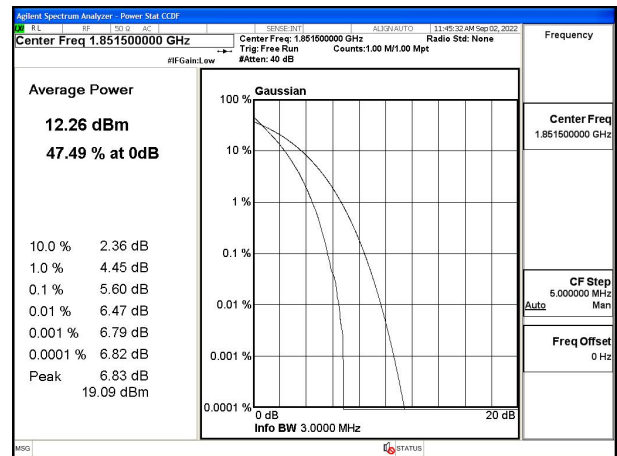 Agilent Spectrum Analyzer - Power Stat CCDF
RL RF 50 Ω AC SENSE:INT ALIGNAUTO 11:45:32 AM Sep 02, 2022
Center Freq 1.851500000 GHz
Center Freq: 1.851500000 GHz Radio Std: None
Trig: Free Run Counts:1.00 M/1.00 Mpt
#IFGain:Low #Atten: 40 dB
Frequency
Average Power
12.26 dBm
47.49 % at 0dB
10.0 % 2.36 dB
1.0 % 4.45 dB
0.1 % 5.60 dB
0.01 % 6.47 dB
0.001 % 6.79 dB
0.0001 % 6.82 dB
Peak 6.83 dB
19.09 dBm
Gaussian
100 %
10 %
1 %
0.1 %
0.01 %
0.001 %
0.0001 %
0 dB 20 dB
Info BW 3.0000 MHz
Center Freq
1.851500000 GHz
CF Step
5.000000 MHz
Auto Man
Freq Offset
0 Hz
MSG STATUS